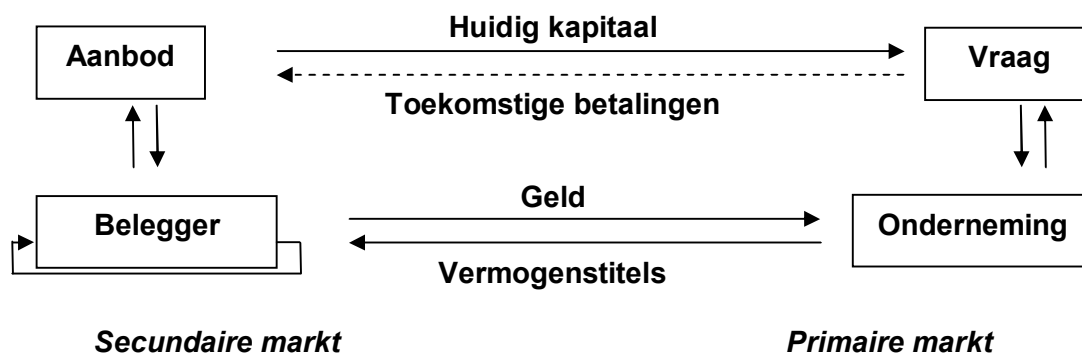 Huidig kapitaal
Aanbod
Vraag
Toekomstige betalingen
Geld
Belegger
Onderneming
Vermogenstitels
Secundaire markt
Primaire markt